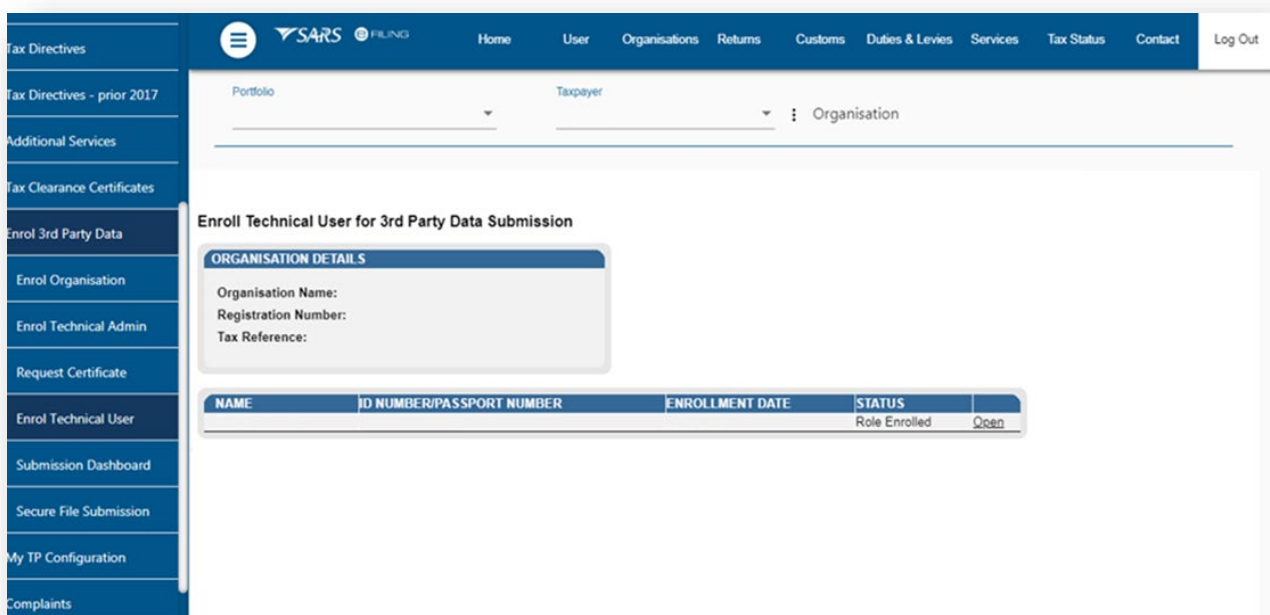 SARS eFILING
Home User Organisations Returns Customs Duties & Levies Services Tax Status Contact Log Out
Portfolio Taxpayer
Organisation
Tax Directives
Tax Directives - prior 2017
Additional Services
Tax Clearance Certificates
Enrol 3rd Party Data
Enrol Organisation
Enrol Technical Admin
Request Certificate
Enrol Technical User
Submission Dashboard
Secure File Submission
My TP Configuration
Complaints
Enroll Technical User for 3rd Party Data Submission
ORGANISATION DETAILS
Organisation Name:
Registration Number:
Tax Reference:
NAME ID NUMBER/PASSPORT NUMBER ENROLLMENT DATE STATUS
Role Enrolled Open